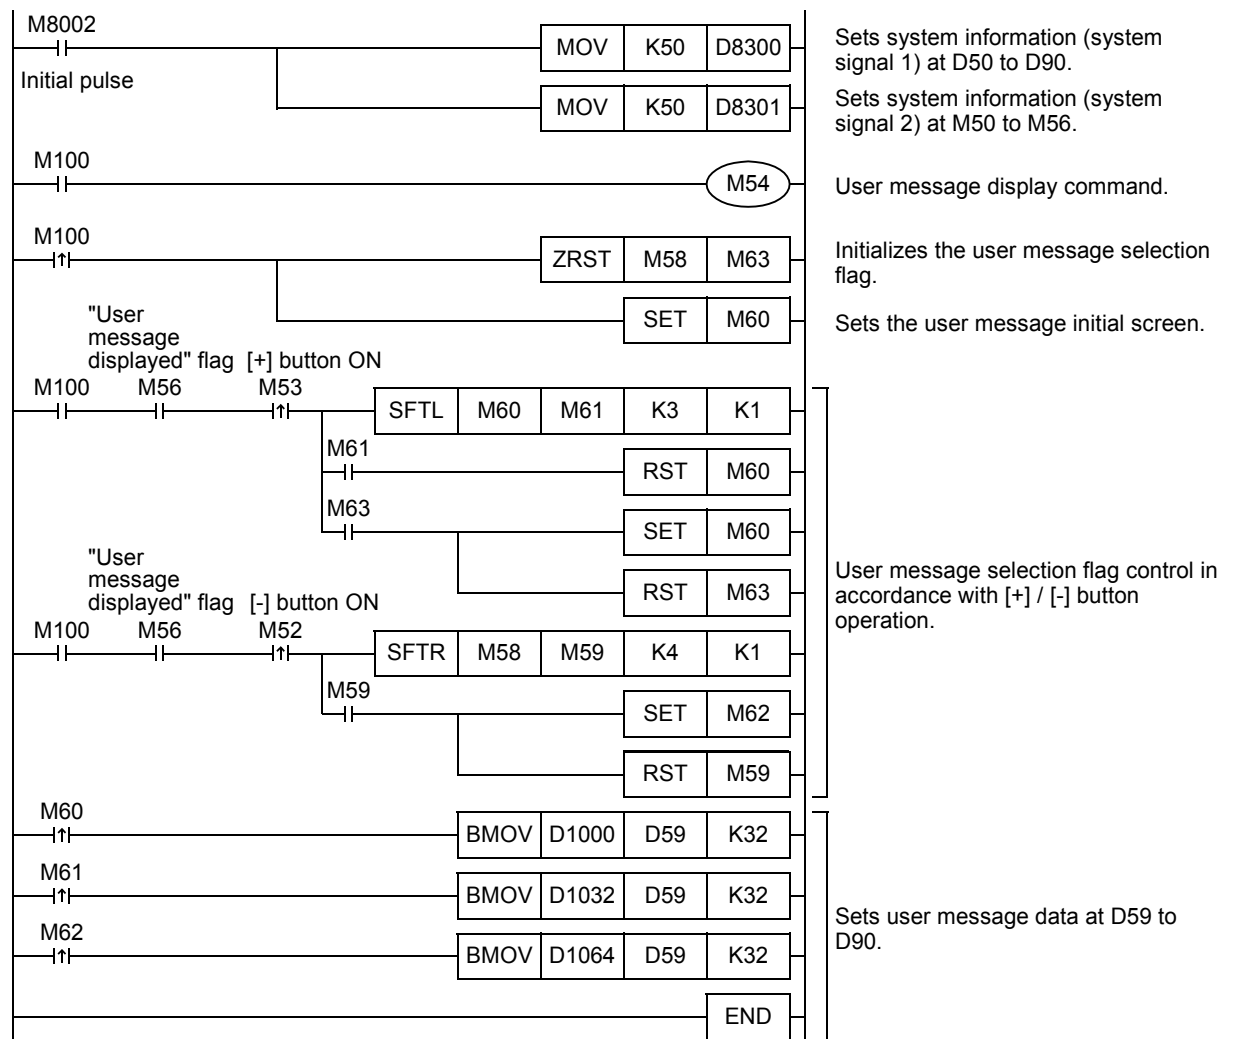 M8002
MOV K50 D8300
Sets system information (system
signal 1) at D50 to D90.
Initial pulse
MOV K50 D8301
Sets system information (system
signal 2) at M50 to M56.
M100
M54
User message display command.
M100
ZRST M58 M63
Initializes the user message selection
flag.
SET M60
Sets the user message initial screen.
"User
message
displayed" flag [+] button ON
M100 M56 M53
SFTL M60 M61 K3 K1
M61
RST M60
M63
SET M60
RST M63
"User
message
displayed" flag [-] button ON
M100 M56 M52
SFTR M58 M59 K4 K1
M59
SET M62
RST M59
User message selection flag control in
accordance with [+] / [-] button
operation.
M60
BMOV D1000 D59 K32
M61
BMOV D1032 D59 K32
M62
BMOV D1064 D59 K32
Sets user message data at D59 to
D90.
END